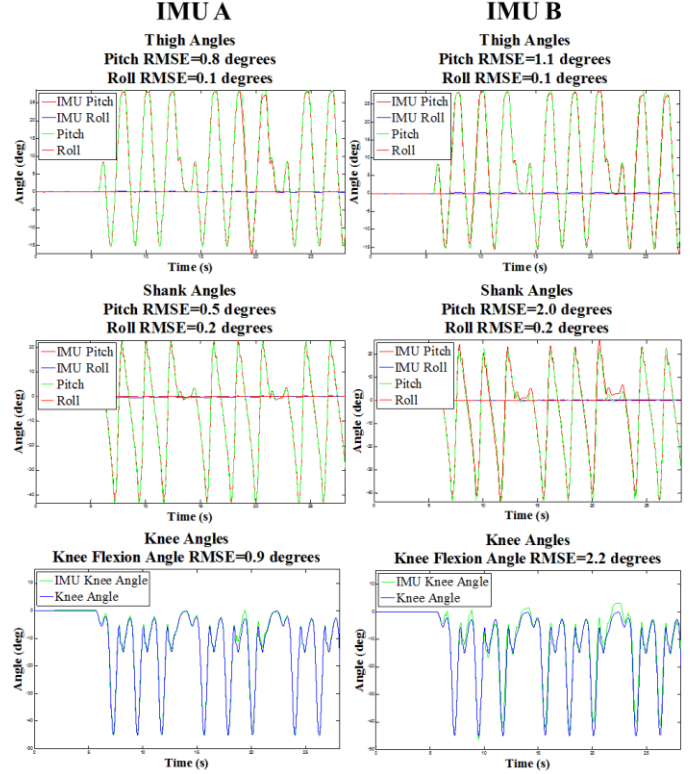 IMU A
IMU B
Thigh Angles
Pitch RMSE=0.8 degrees
Roll RMSE=0.1 degrees
IMU Pitch
IMU Roll
Pitch
Roll
Angle (deg)
Time (s)
Thigh Angles
Pitch RMSE=1.1 degrees
Roll RMSE=0.1 degrees
IMU Pitch
IMU Roll
Pitch
Roll
Angle (deg)
Time (s)
Shank Angles
Pitch RMSE=0.5 degrees
Roll RMSE=0.2 degrees
IMU Pitch
IMU Roll
Pitch
Roll
Angle (deg)
Time (s)
Shank Angles
Pitch RMSE=2.0 degrees
Roll RMSE=0.2 degrees
IMU Pitch
IMU Roll
Pitch
Roll
Angle (deg)
Time (s)
Knee Angles
Knee Flexion Angle RMSE=0.9 degrees
IMU Knee Angle
Knee Angle
Angle (deg)
Time (s)
Knee Angles
Knee Flexion Angle RMSE=2.2 degrees
IMU Knee Angle
Knee Angle
Angle (deg)
Time (s)